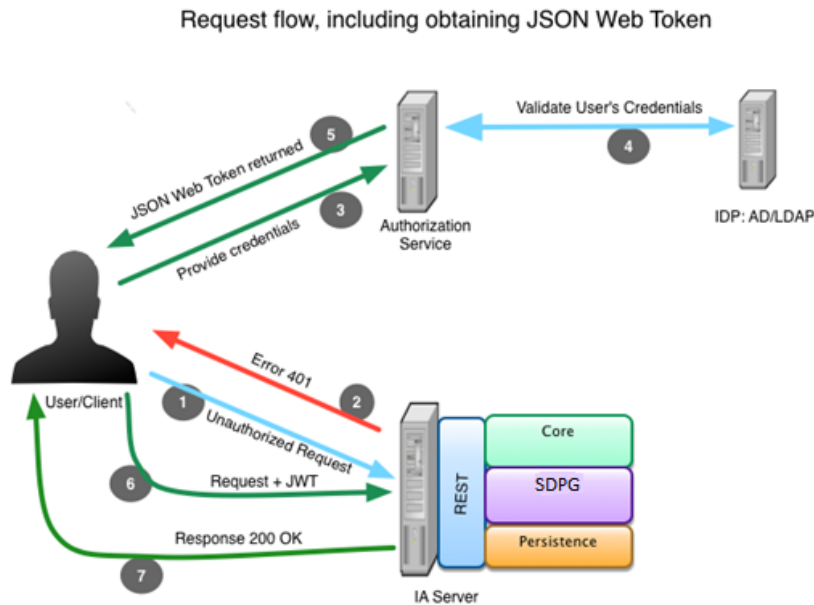 Request flow, including obtaining JSON Web Token
5
JSON Web Token returned
3
Provide credentials
Authorization
Service
Validate User's Credentials
4
IDP: AD/LDAP
User/Client
Error 401
2
1
Unauthorized Request
6
Request + JWT
Response 200 OK
7
REST
Core
SDPG
Persistence
IA Server